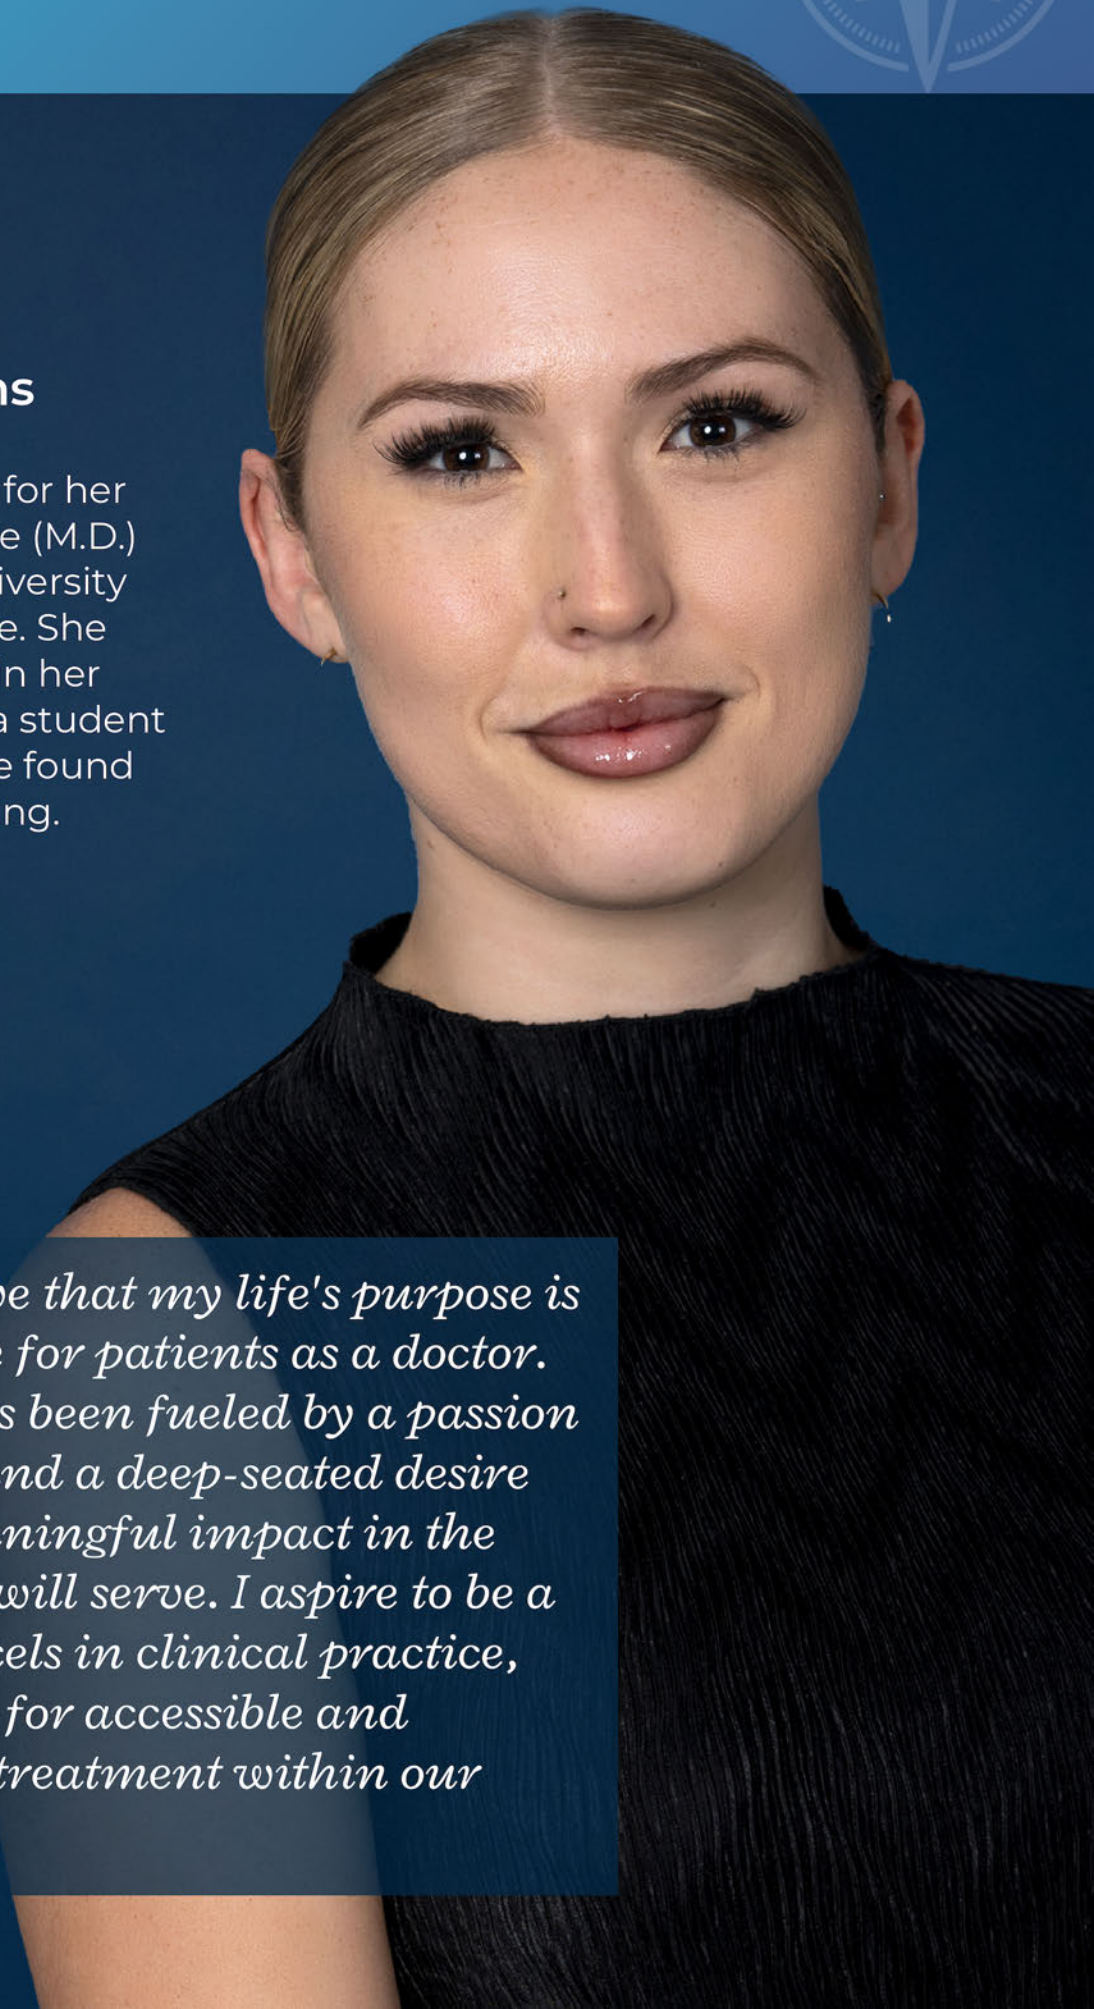 ns
for her
e (M.D.)
iversity
e. She
n her
a student
e found
ng.
ve that my life's purpose is
e for patients as a doctor.
s been fueled by a passion
nd a deep-seated desire
ningful impact in the
will serve. I aspire to be a
cels in clinical practice,
for accessible and
treatment within our